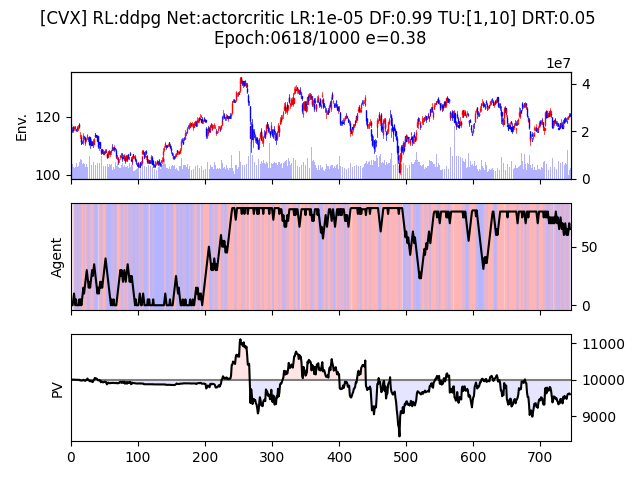 [CVX] RL:ddpg Net:actorcritic LR:1e-05 DF:0.99 TU:[1,10] DRT:0.05
Epoch:0618/1000 e=0.38
1e7
Env.
120
100
4
2
0
Agent
50
0
PV
11000
10000
9000
0 100 200 300 400 500 600 700